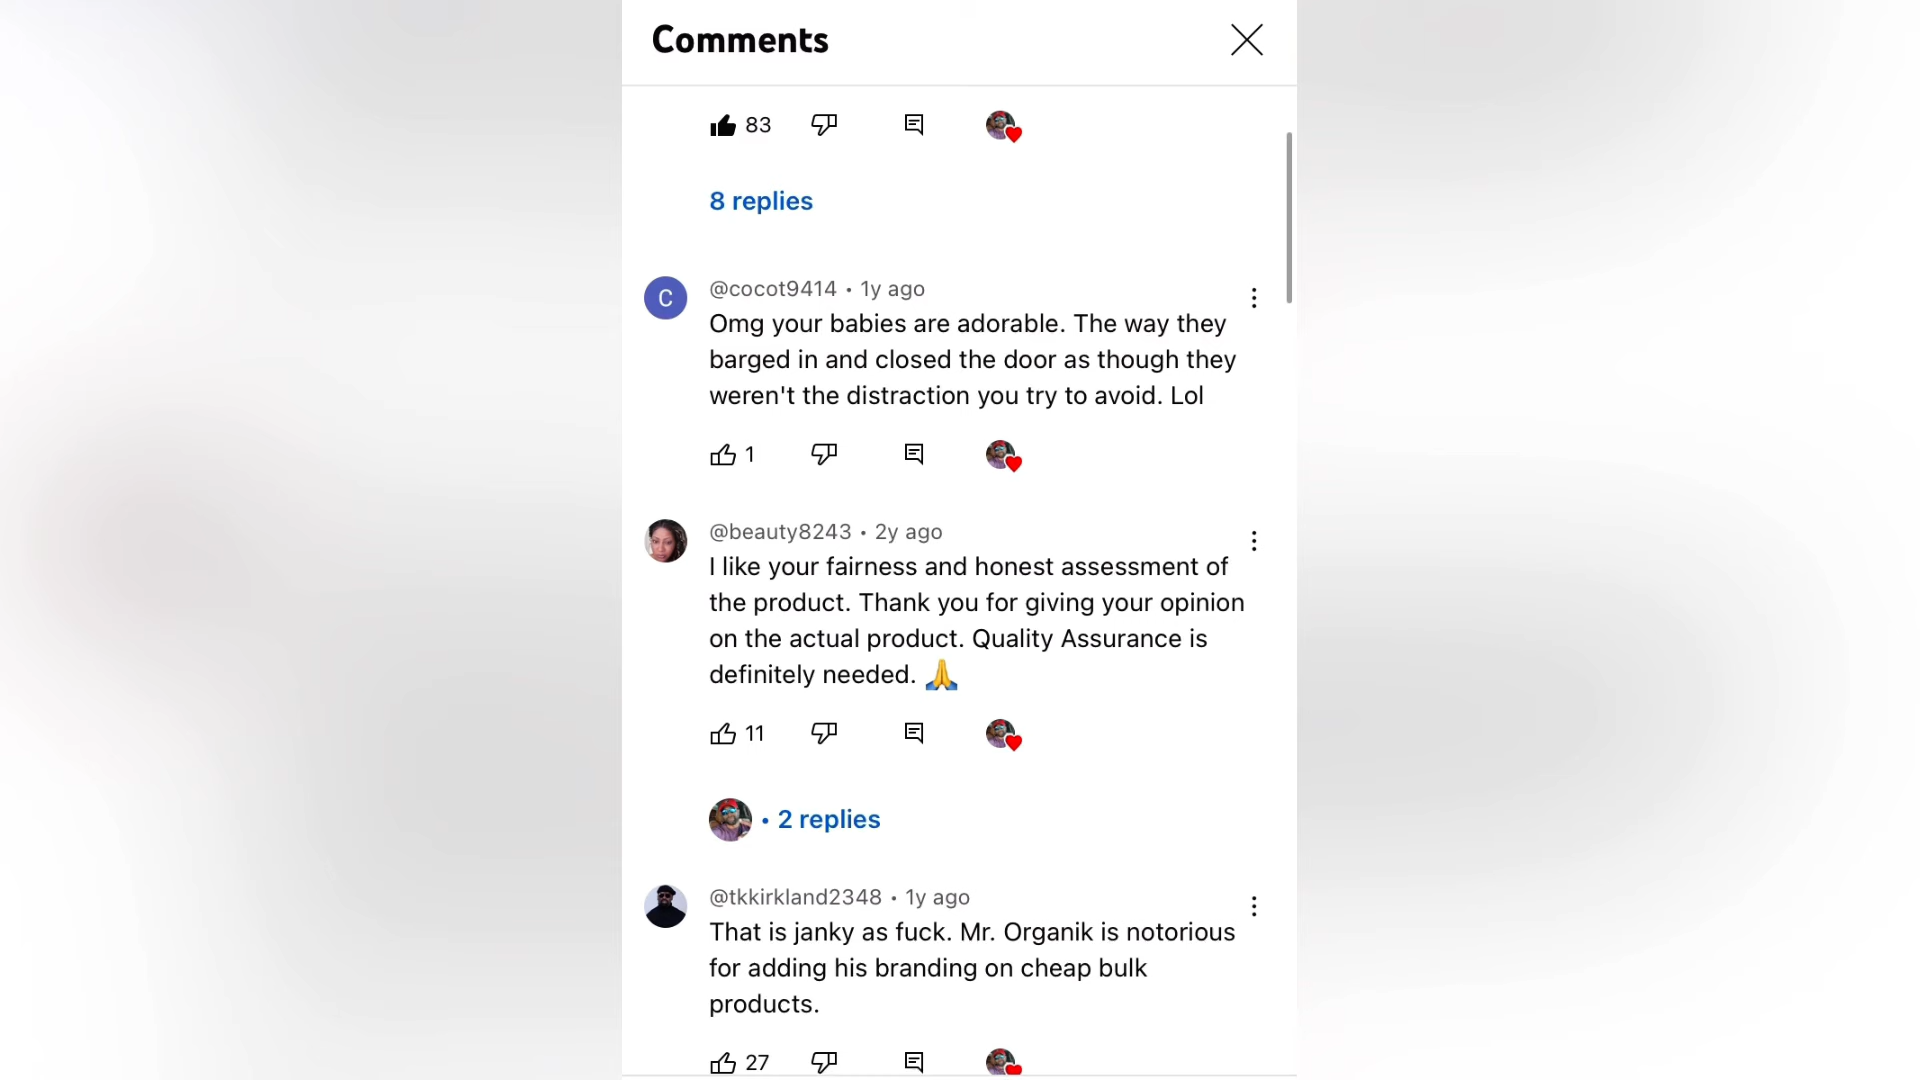 Comments
83
8 replies
C
@cocot9414 • 1y ago
Omg your babies are adorable. The way they
barged in and closed the door as though they
weren't the distraction you try to avoid. Lol
1
@beauty8243 • 2y ago
I like your fairness and honest assessment of
the product. Thank you for giving your opinion
on the actual product. Quality Assurance is
definitely needed. 🙏
11
• 2 replies
@tkkirkland2348 • 1y ago
That is janky as fuck. Mr. Organik is notorious
for adding his branding on cheap bulk
products.
27